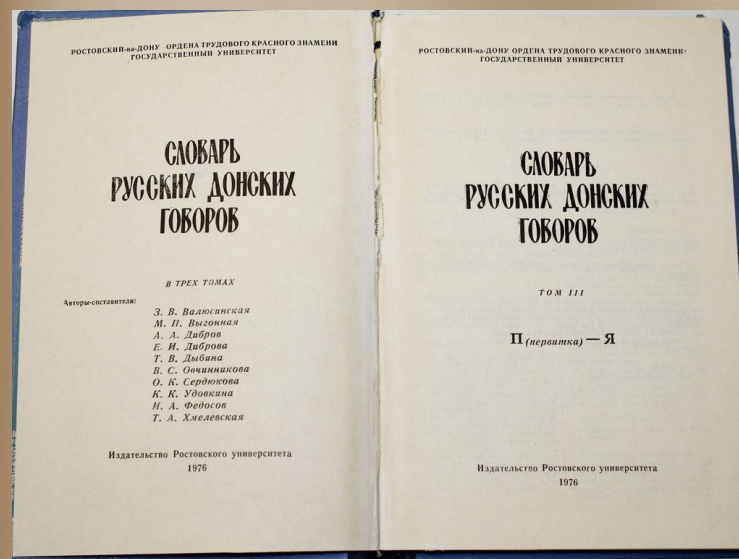 РОСТОВСКИЙ-на-ДОНУ ОРДЕНА ТРУДОВОГО КРАСНОГО ЗНАМЕНИ
ГОСУДАРСТВЕННЫЙ УНИВЕРСИТЕТ
СЛОВАРЬ
РУССКИХ ДОНСКИХ
ГОВОРОВ
В ТРЕХ ТОМАХ
Авторы-составители:
З. В. Валюсинская
М. П. Выгонная
А. А. Дибров
Е. И. Диброва
Т. В. Дыбина
В. С. Овчинникова
О. К. Сердюкова
К. К. Удовкина
И. А. Федосов
Т. А. Хмелевская
Издательство Ростовского университета
1976
РОСТОВСКИЙ-на-ДОНУ ОРДЕНА ТРУДОВОГО КРАСНОГО ЗНАМЕНИ
ГОСУДАРСТВЕННЫЙ УНИВЕРСИТЕТ
СЛОВАРЬ
РУССКИХ ДОНСКИХ
ГОВОРОВ
ТОМ III
П (первитка) — Я
Издательство Ростовского университета
1976